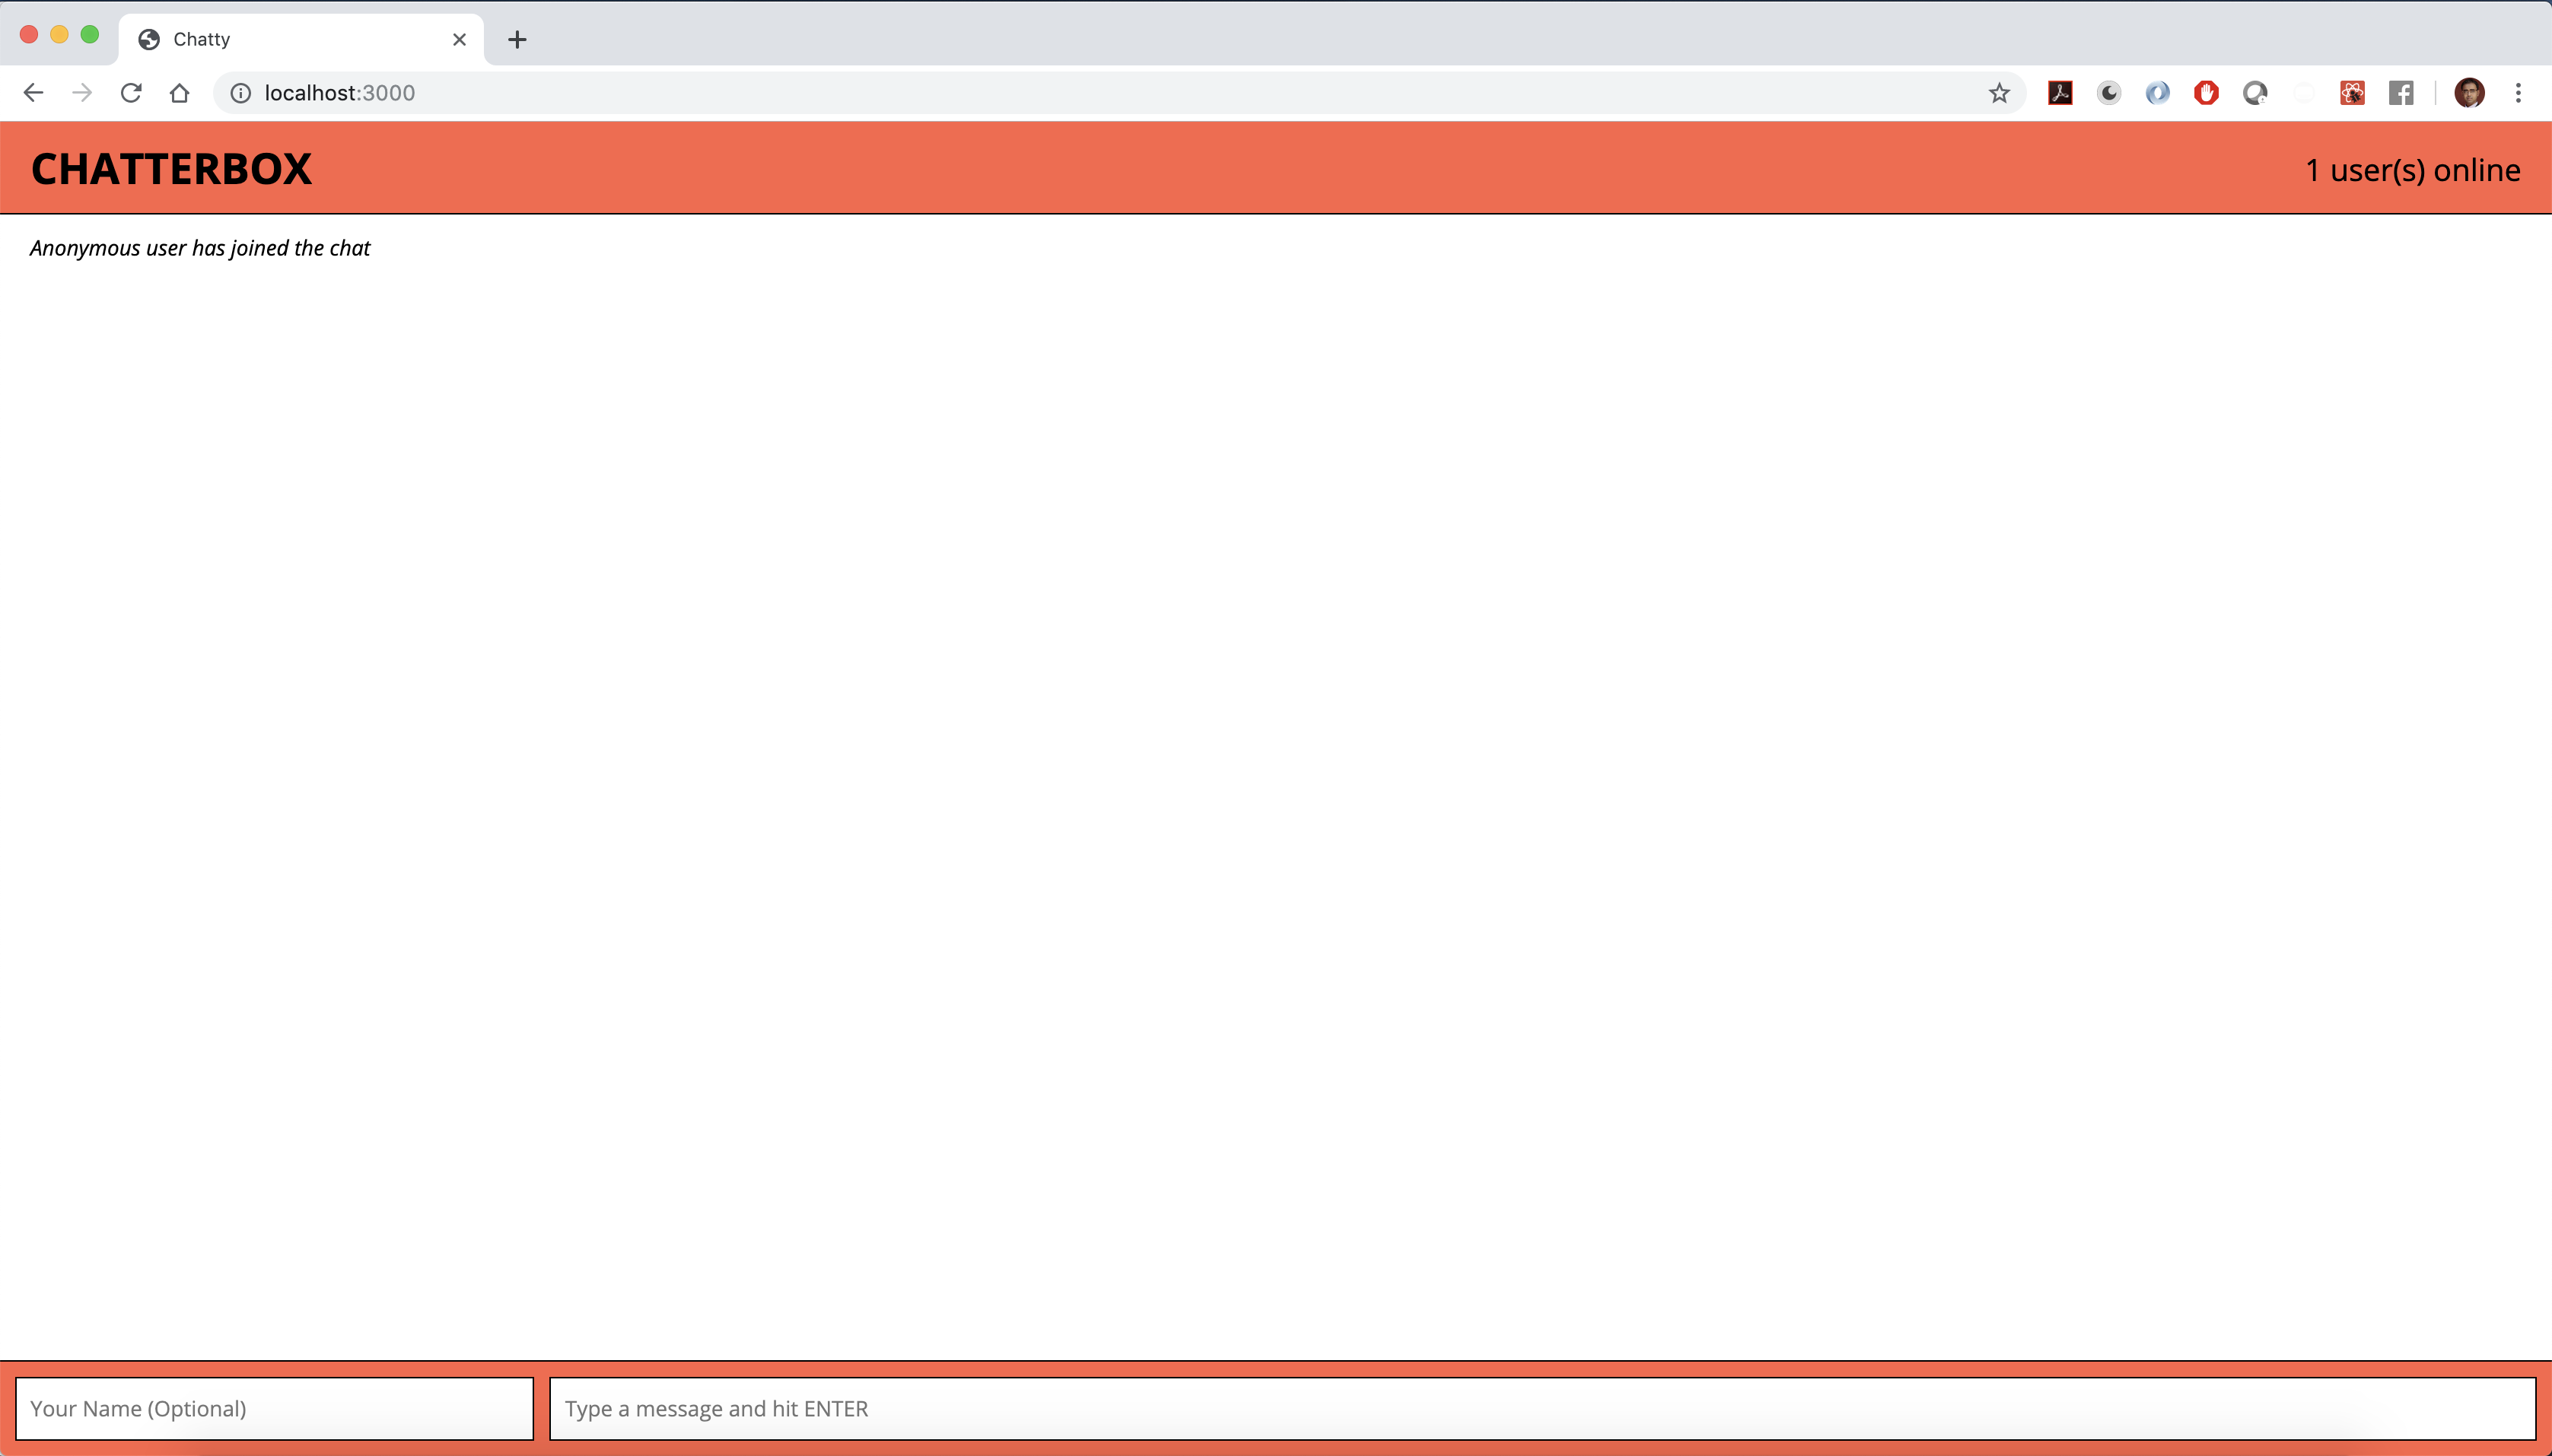 Chatty
localhost:3000
CHATTERBOX
1 user(s) online
Anonymous user has joined the chat
Your Name (Optional)
Type a message and hit ENTER